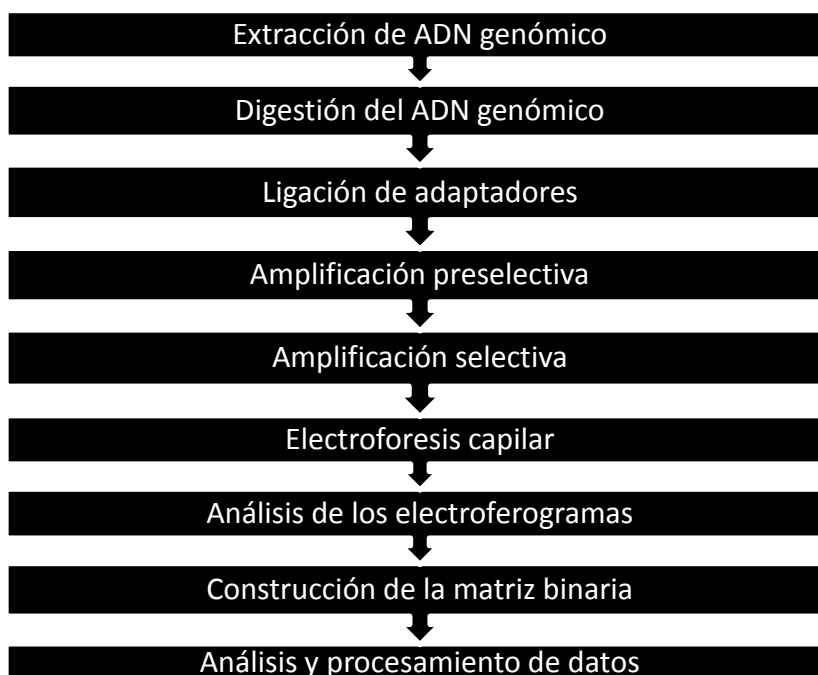 Extracción de ADN genómico
Digestión del ADN genómico
Ligación de adaptadores
Amplificación preselectiva
Amplificación selectiva
Electroforesis capilar
Análisis de los electroferogramas
Construcción de la matriz binaria
Análisis y procesamiento de datos